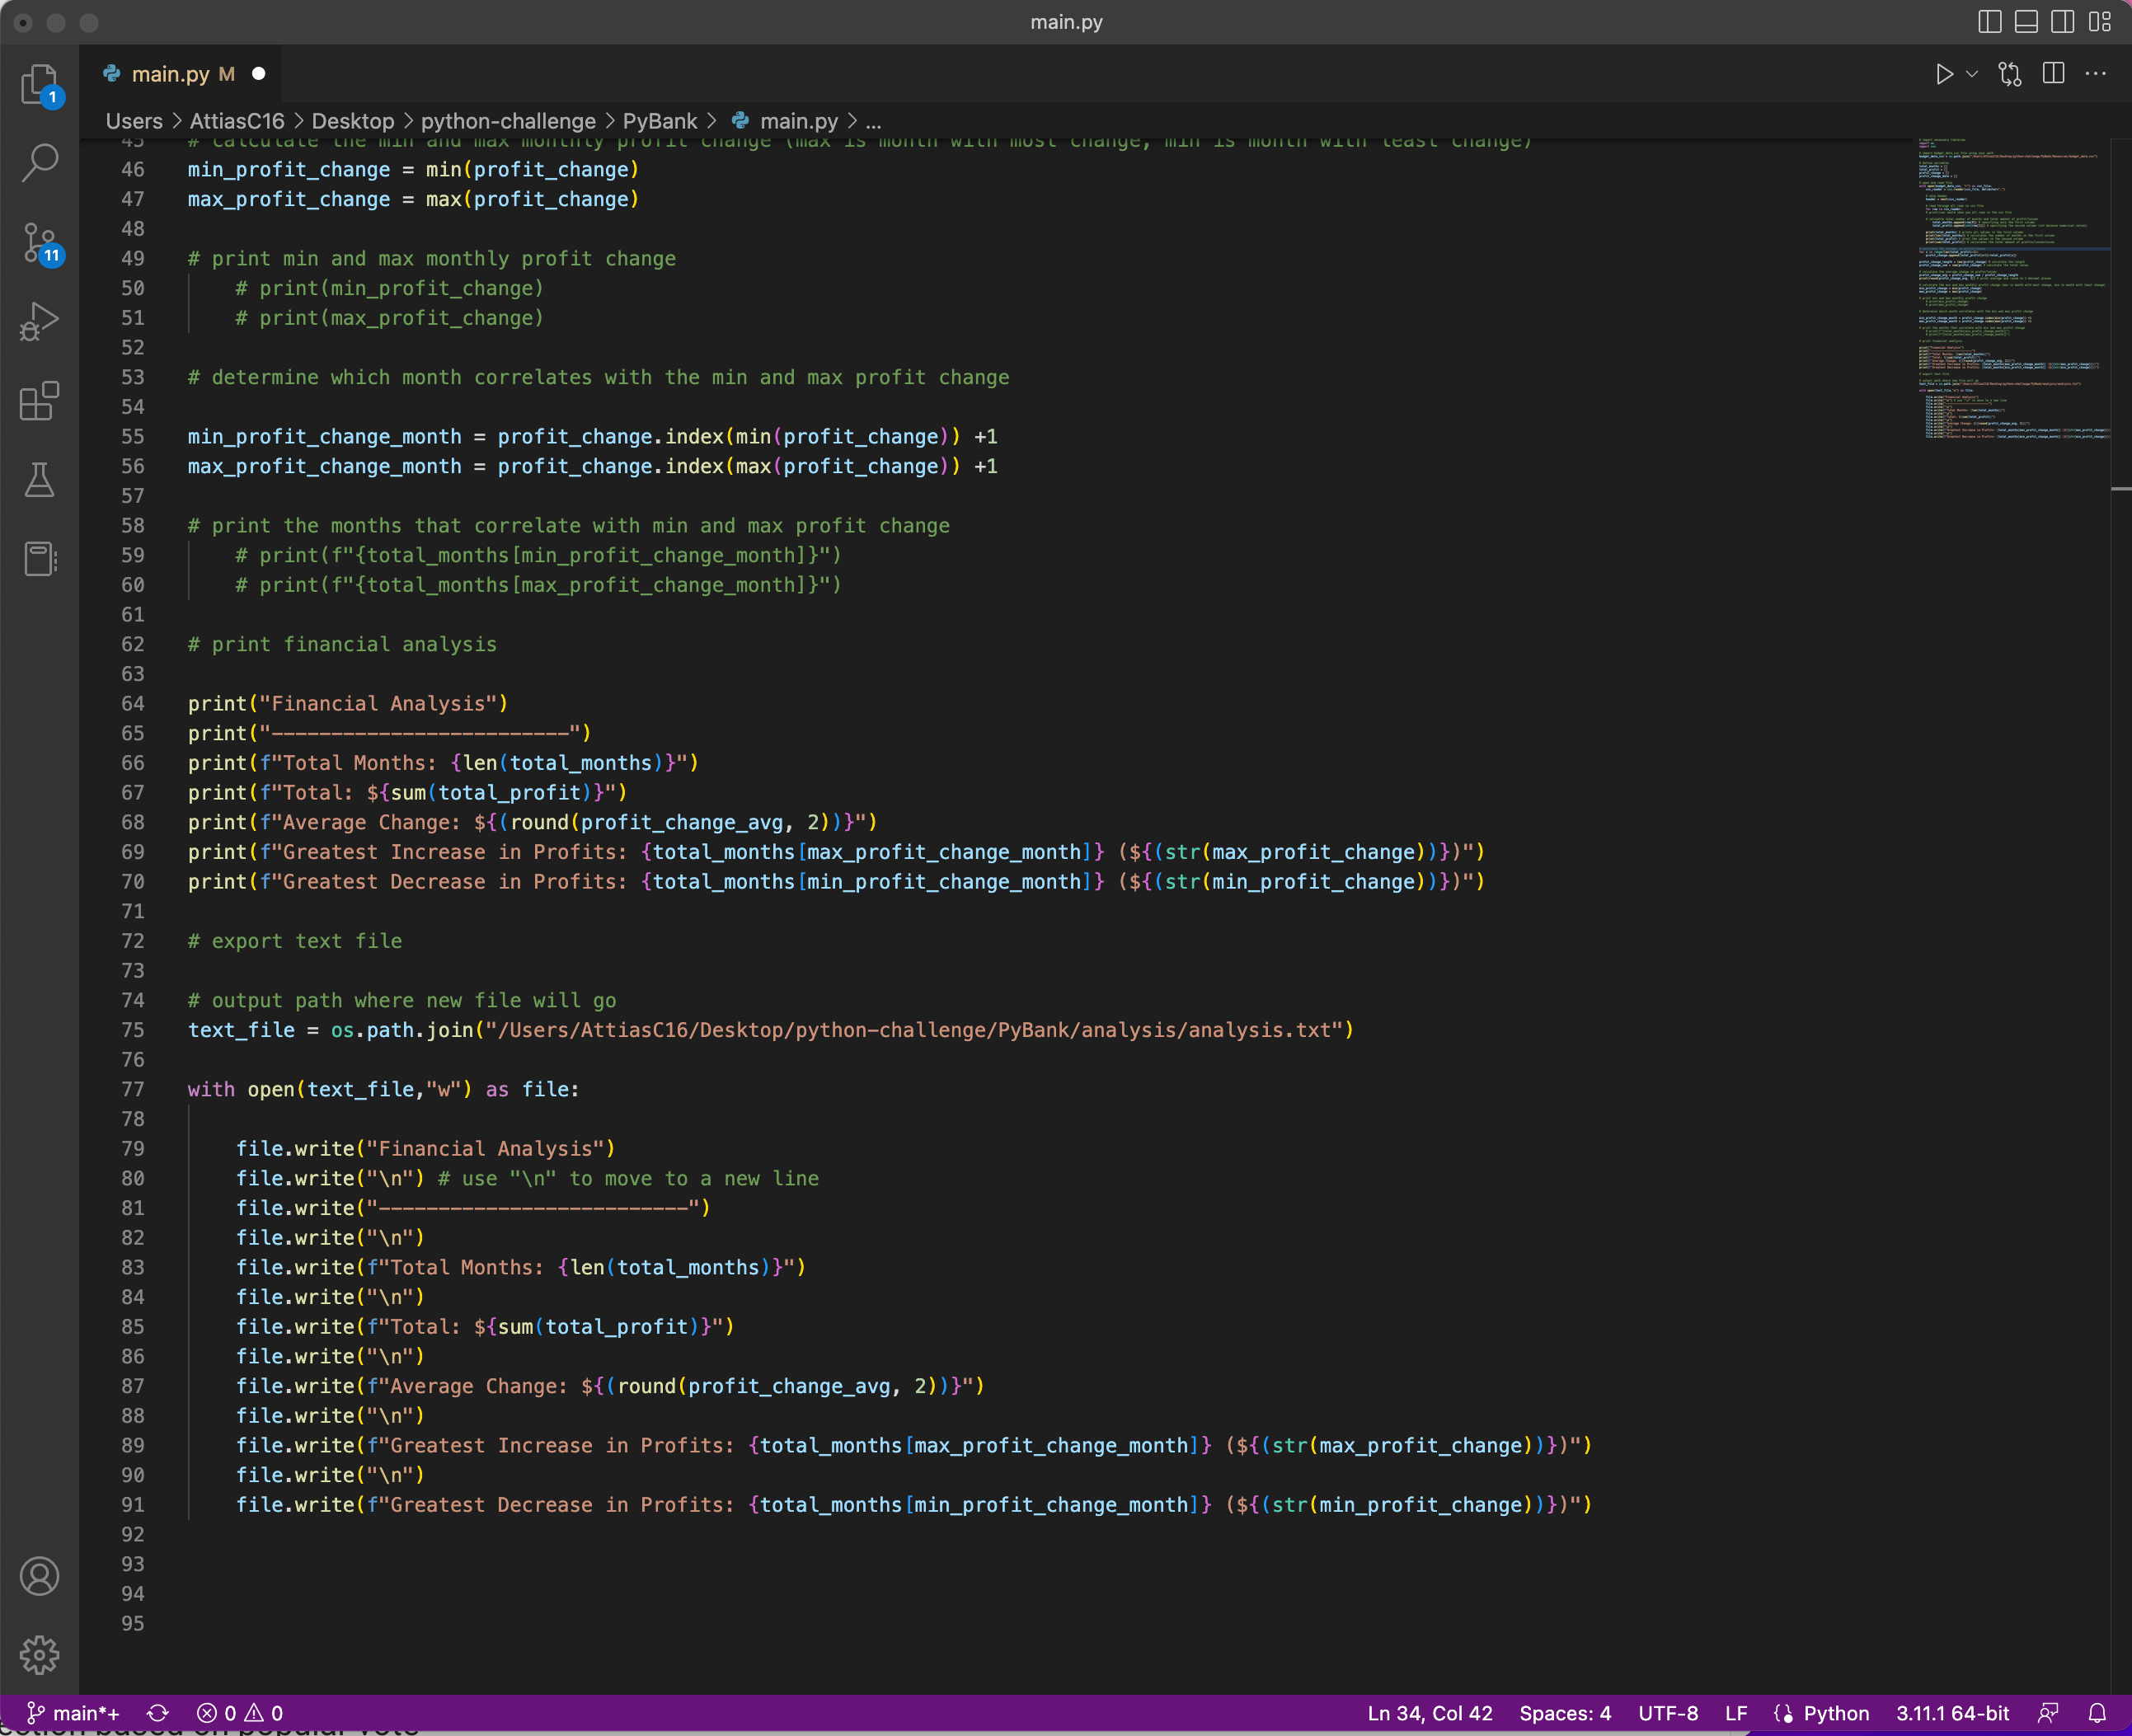 main.py
main.py M
1
Users > AttiasC16 > Desktop > python-challenge > PyBank > main.py > ...
45 # calculate the min and max monthly profit change (max is month with most change, min is month with least change)
46 min_profit_change = min(profit_change)
47 max_profit_change = max(profit_change)
48
49 # print min and max monthly profit change
50     # print(min_profit_change)
51     # print(max_profit_change)
52
53 # determine which month correlates with the min and max profit change
54
55 min_profit_change_month = profit_change.index(min(profit_change)) +1
56 max_profit_change_month = profit_change.index(max(profit_change)) +1
57
58 # print the months that correlate with min and max profit change
59     # print(f"{total_months[min_profit_change_month]}")
60     # print(f"{total_months[max_profit_change_month]}")
61
62 # print financial analysis
63
64 print("Financial Analysis")
65 print("-------------------------")
66 print(f"Total Months: {len(total_months)}")
67 print(f"Total: ${sum(total_profit)}")
68 print(f"Average Change: ${(round(profit_change_avg, 2))}")
69 print(f"Greatest Increase in Profits: {total_months[max_profit_change_month]} (${(str(max_profit_change))})")
70 print(f"Greatest Decrease in Profits: {total_months[min_profit_change_month]} (${(str(min_profit_change))})")
71
72 # export text file
73
74 # output path where new file will go
75 text_file = os.path.join("/Users/AttiasC16/Desktop/python-challenge/PyBank/analysis/analysis.txt")
76
77 with open(text_file,"w") as file:
78
79     file.write("Financial Analysis")
80     file.write("\n") # use "\n" to move to a new line
81     file.write("--------------------------")
82     file.write("\n")
83     file.write(f"Total Months: {len(total_months)}")
84     file.write("\n")
85     file.write(f"Total: ${sum(total_profit)}")
86     file.write("\n")
87     file.write(f"Average Change: ${(round(profit_change_avg, 2))}")
88     file.write("\n")
89     file.write(f"Greatest Increase in Profits: {total_months[max_profit_change_month]} (${(str(max_profit_change))})")
90     file.write("\n")
91     file.write(f"Greatest Decrease in Profits: {total_months[min_profit_change_month]} (${(str(min_profit_change))})")
92
93
94
95
11
main*+ 0 0 Ln 34, Col 42 Spaces: 4 UTF-8 LF Python 3.11.1 64-bit
based on popular vote